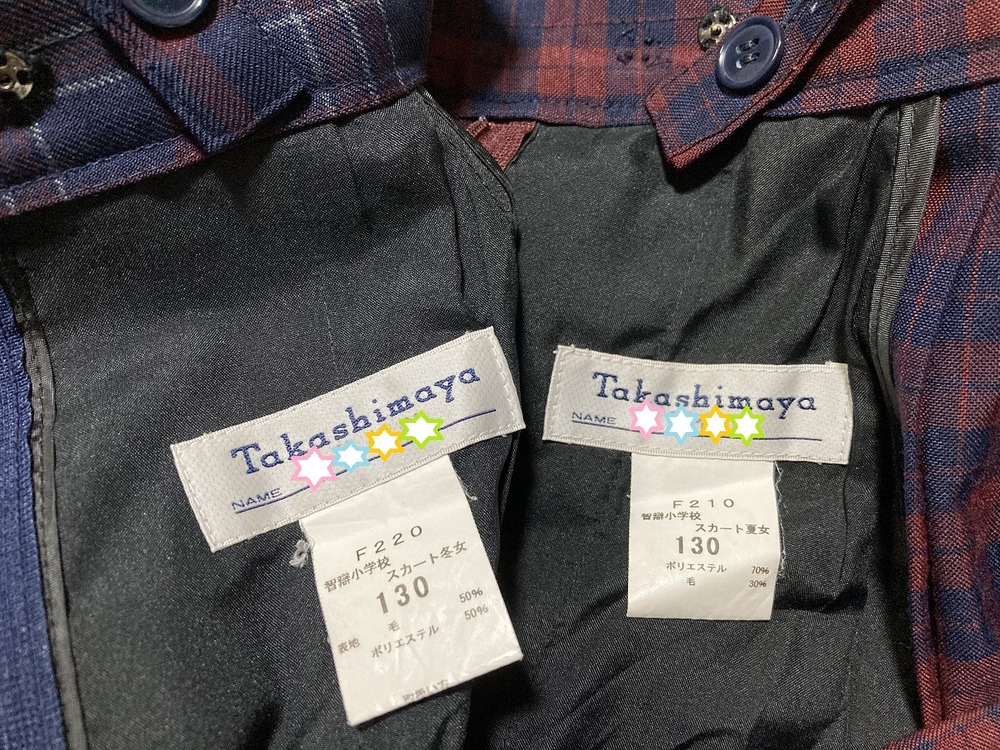 Takashimaya
NAME
F220
智辯小学校
スカート冬女
130
毛 50%
表地 ポリエステル 50%
Takashimaya
NAME
F210
智辯小学校
スカート夏女
130
ポリエステル 70%
毛 30%